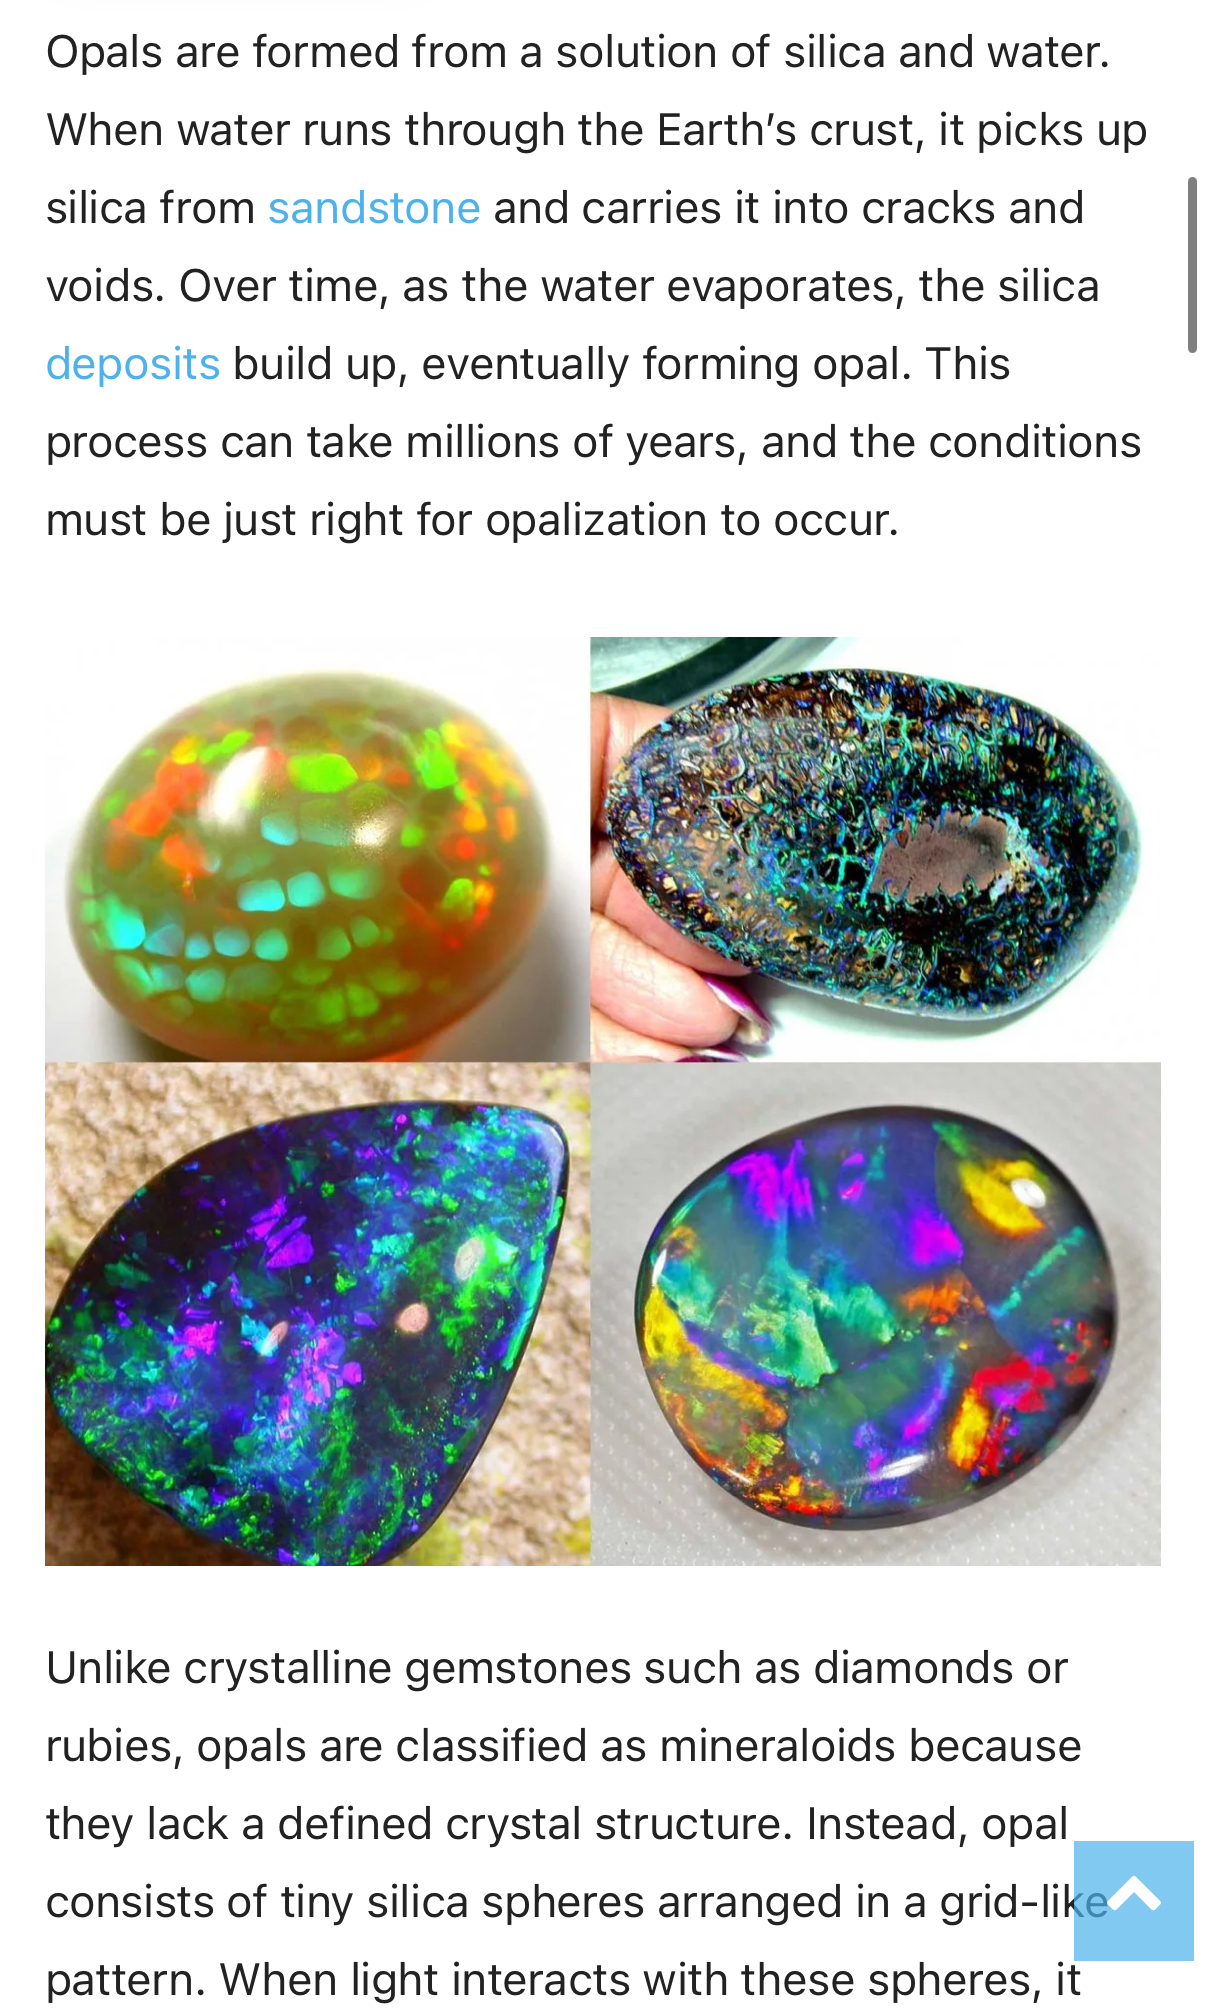 Opals are formed from a solution of silica and water.
When water runs through the Earth’s crust, it picks up
silica from sandstone and carries it into cracks and
voids. Over time, as the water evaporates, the silica
deposits build up, eventually forming opal. This
process can take millions of years, and the conditions
must be just right for opalization to occur.
Unlike crystalline gemstones such as diamonds or
rubies, opals are classified as mineraloids because
they lack a defined crystal structure. Instead, opal
consists of tiny silica spheres arranged in a grid-like
pattern. When light interacts with these spheres, it